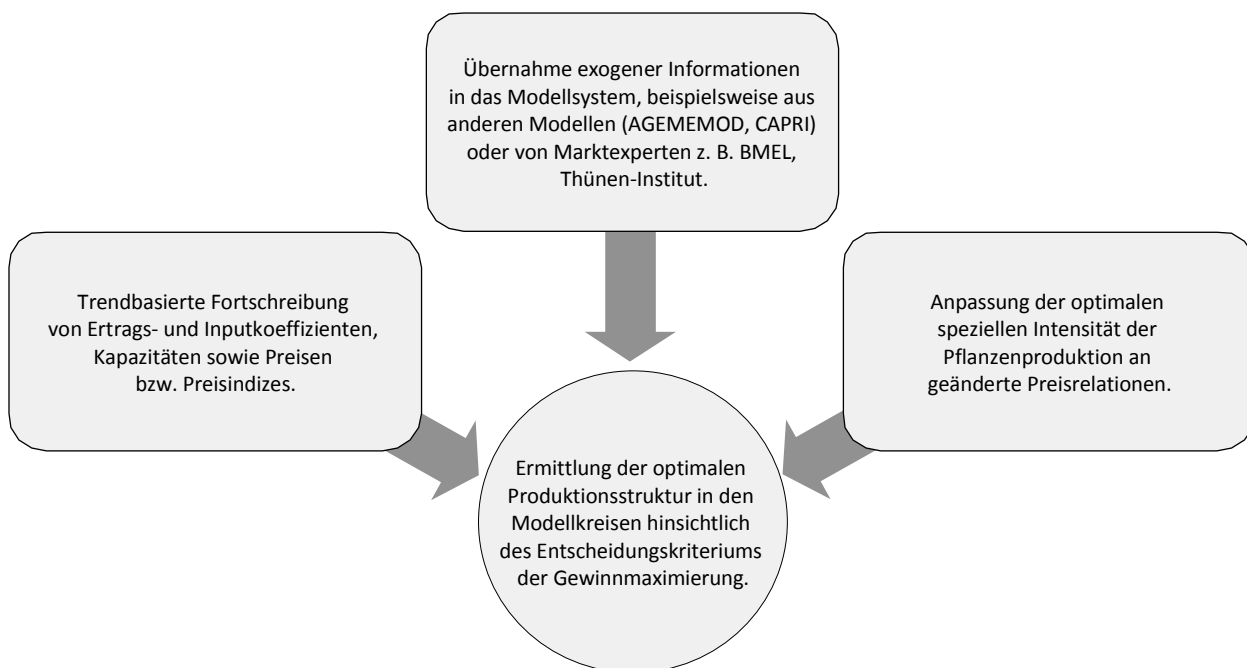 Übernahme exogener Informationen
in das Modellsystem, beispielsweise aus
anderen Modellen (AGEMEMOD, CAPRI)
oder von Marktexperten z. B. BMEL,
Thünen-Institut.
Trendbasierte Fortschreibung
von Ertrags- und Inputkoeffizienten,
Kapazitäten sowie Preisen
bzw. Preisindizes.
Anpassung der optimalen
speziellen Intensität der
Pflanzenproduktion an
geänderte Preisrelationen.
Ermittlung der optimalen
Produktionsstruktur in den
Modellkreisen hinsichtlich
des Entscheidungskriteriums
der Gewinnmaximierung.